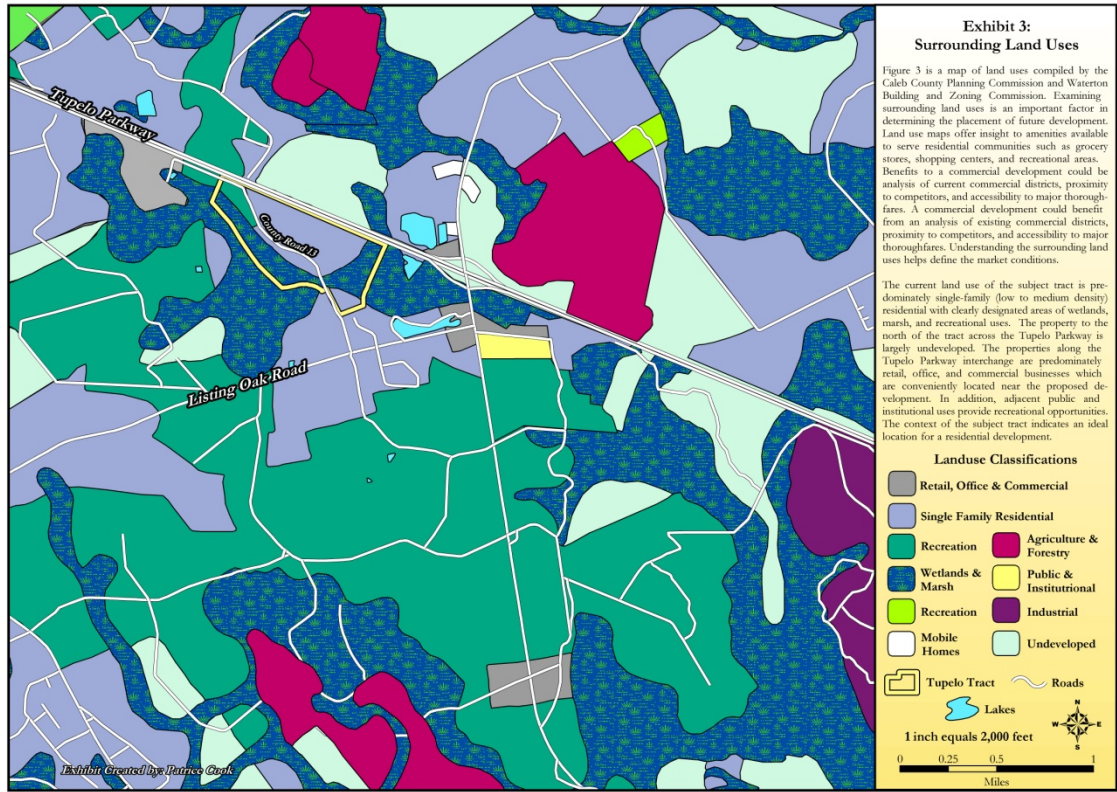 Tupelo Parkway
County Road 13
Listing Oak Road
Exhibit Created by: Patrice Cook
Exhibit 3:
Surrounding Land Uses
Figure 3 is a map of land uses compiled by the
Caleb County Planning Commission and Waterton
Building and Zoning Commission. Examining
surrounding land uses is an important factor in
determining the placement of future development.
Land use maps offer insight to amenities available
to serve residential communities such as grocery
stores, shopping centers, and recreational areas.
Benefits to a commercial development could be
analysis of current commercial districts, proximity
to competitors, and accessibility to major thorough-
fares. A commercial development could benefit
from an analysis of existing commercial districts,
proximity to competitors, and accessibility to major
thoroughfares. Understanding the surrounding land
uses helps define the market conditions.
The current land use of the subject tract is pre-
dominately single-family (low to medium density)
residential with clearly designated areas of wetlands,
marsh, and recreational uses. The property to the
north of the tract across the Tupelo Parkway is
largely undeveloped. The properties along the
Tupelo Parkway interchange are predominately
retail, office, and commercial businesses which
are conveniently located near the proposed de-
velopment. In addition, adjacent public and
institutional uses provide recreational opportunities.
The context of the subject tract indicates an ideal
location for a residential development.
Landuse Classifications
Retail, Office & Commercial
Single Family Residential
Recreation
Agriculture &
Forestry
Wetlands &
Marsh
Public &
Institutrional
Recreation
Industrial
Mobile
Homes
Undeveloped
Tupelo Tract
Roads
Lakes
N
W E
S
1 inch equals 2,000 feet
0 0.25 0.5 1
Miles